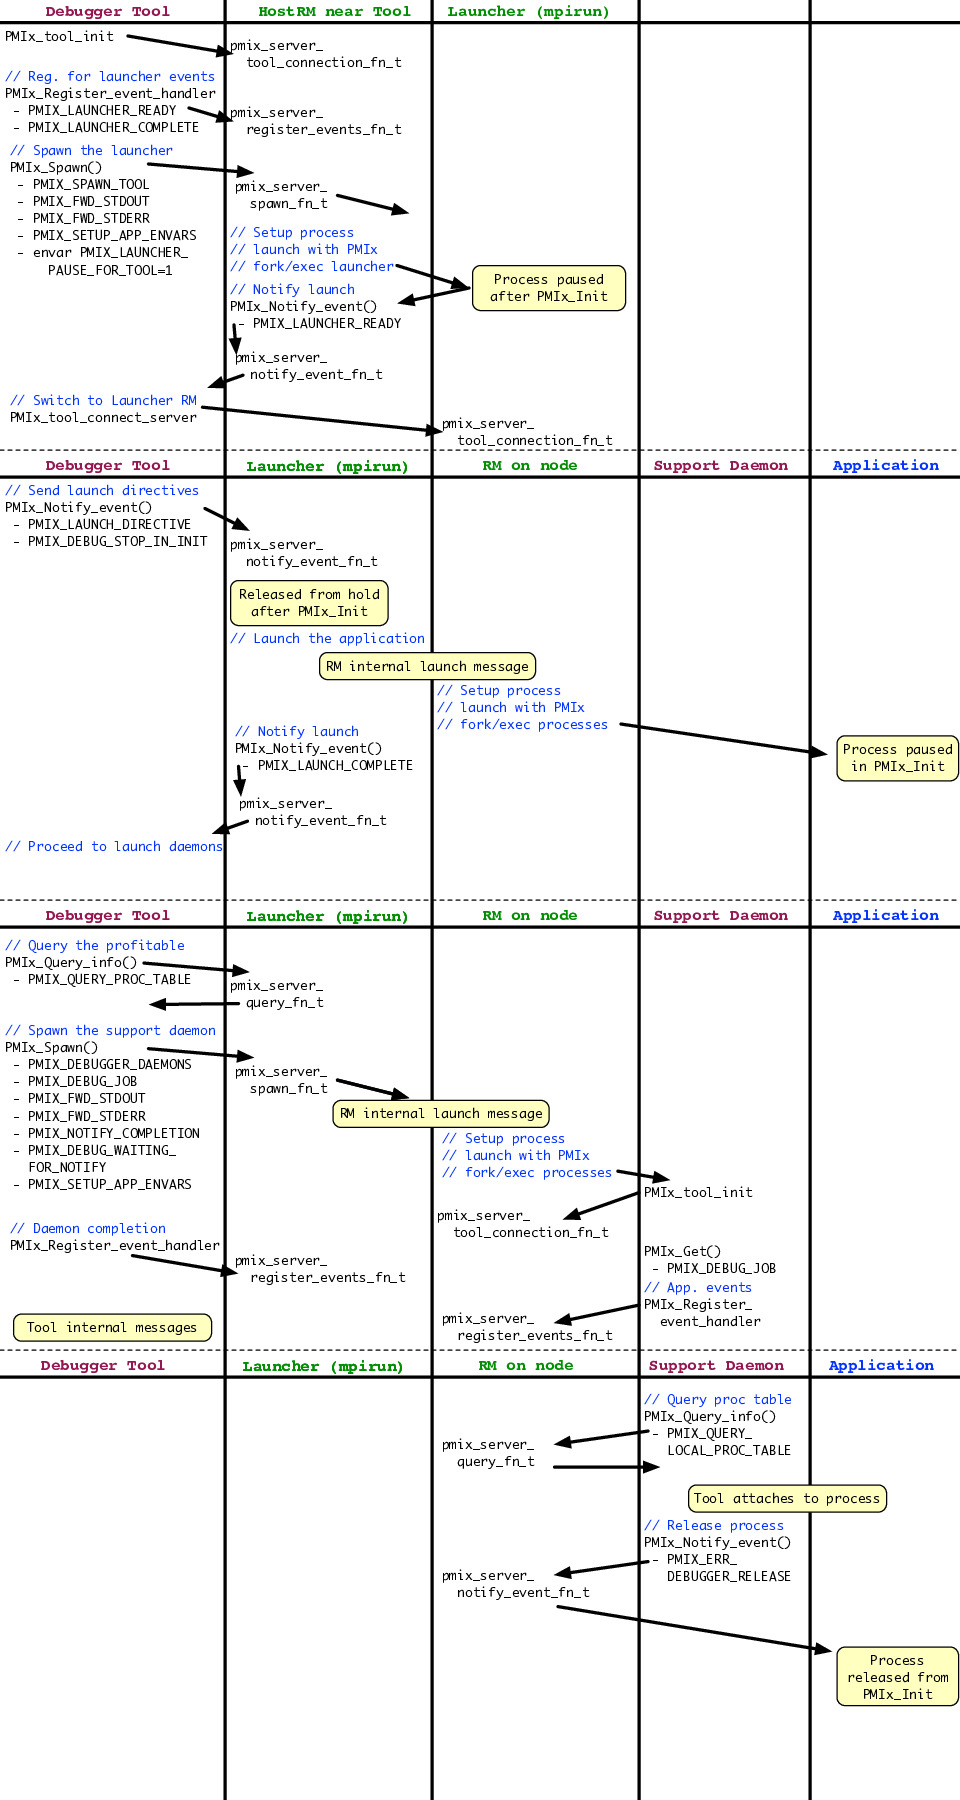 Debugger Tool
HostRM near Tool
Launcher (mpirun)
PMIx_tool_init
pmix_server_
tool_connection_fn_t
// Reg. for launcher events
PMIx_Register_event_handler
- PMIX_LAUNCHER_READY
- PMIX_LAUNCHER_COMPLETE
pmix_server_
register_events_fn_t
// Spawn the launcher
PMIx_Spawn()
- PMIX_SPAWN_TOOL
- PMIX_FWD_STDOUT
- PMIX_FWD_STDERR
- PMIX_SETUP_APP_ENVARS
- envar PMIX_LAUNCHER_
PAUSE_FOR_TOOL=1
pmix_server_
spawn_fn_t
// Setup process
// launch with PMIx
// fork/exec launcher
Process paused
after PMIx_Init
// Notify launch
PMIx_Notify_event()
- PMIX_LAUNCHER_READY
pmix_server_
notify_event_fn_t
// Switch to Launcher RM
PMIx_tool_connect_server
pmix_server_
tool_connection_fn_t
Debugger Tool
Launcher (mpirun)
RM on node
Support Daemon
Application
// Send launch directives
PMIx_Notify_event()
- PMIX_LAUNCH_DIRECTIVE
- PMIX_DEBUG_STOP_IN_INIT
pmix_server_
notify_event_fn_t
Released from hold
after PMIx_Init
// Launch the application
RM internal launch message
// Setup process
// launch with PMIx
// fork/exec processes
Process paused
in PMIx_Init
// Notify launch
PMIx_Notify_event()
- PMIX_LAUNCH_COMPLETE
pmix_server_
notify_event_fn_t
// Proceed to launch daemons
Debugger Tool
Launcher (mpirun)
RM on node
Support Daemon
Application
// Query the profitable
PMIx_Query_info()
- PMIX_QUERY_PROC_TABLE
pmix_server_
query_fn_t
// Spawn the support daemon
PMIx_Spawn()
- PMIX_DEBUGGER_DAEMONS
- PMIX_DEBUG_JOB
- PMIX_FWD_STDOUT
- PMIX_FWD_STDERR
- PMIX_NOTIFY_COMPLETION
- PMIX_DEBUG_WAITING_
FOR_NOTIFY
- PMIX_SETUP_APP_ENVARS
pmix_server_
spawn_fn_t
RM internal launch message
// Setup process
// launch with PMIx
// fork/exec processes
PMIx_tool_init
pmix_server_
tool_connection_fn_t
// Daemon completion
PMIx_Register_event_handler
pmix_server_
register_events_fn_t
PMIx_Get()
- PMIX_DEBUG_JOB
// App. events
PMIx_Register_
event_handler
pmix_server_
register_events_fn_t
Tool internal messages
Debugger Tool
Launcher (mpirun)
RM on node
Support Daemon
Application
// Query proc table
PMIx_Query_info()
- PMIX_QUERY_
LOCAL_PROC_TABLE
pmix_server_
query_fn_t
Tool attaches to process
// Release process
PMIx_Notify_event()
- PMIX_ERR_
DEBUGGER_RELEASE
pmix_server_
notify_event_fn_t
Process
released from
PMIx_Init